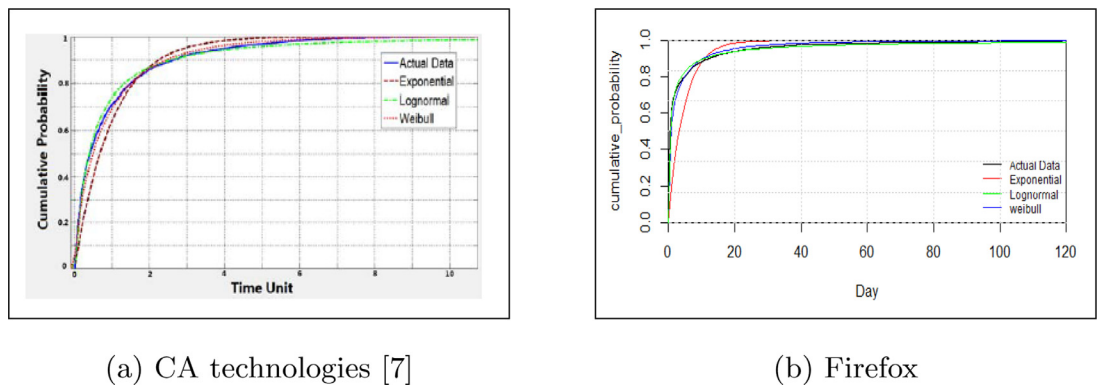 Cumulative Probability
1
0.8
0.6
0.4
0.2
0
0 2 4 6 8 10
Time Unit
Actual Data
Exponential
Lognormal
Weibull
(a) CA technologies [7]
cumulative_probability
1.0
0.8
0.6
0.4
0.2
0.0
0 20 40 60 80 100 120
Day
Actual Data
Exponential
Lognormal
weibull
(b) Firefox